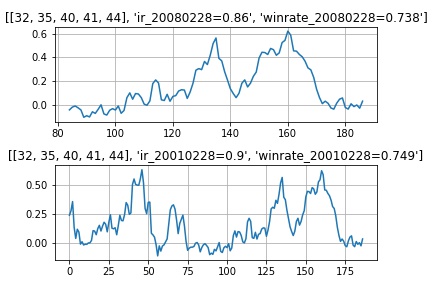 [[32, 35, 40, 41, 44], 'ir_20080228=0.86', 'winrate_20080228=0.738']
0.6
0.4
0.2
0.0
80 100 120 140 160 180
[[32, 35, 40, 41, 44], 'ir_20010228=0.9', 'winrate_20010228=0.749']
0.50
0.25
0.00
0 25 50 75 100 125 150 175